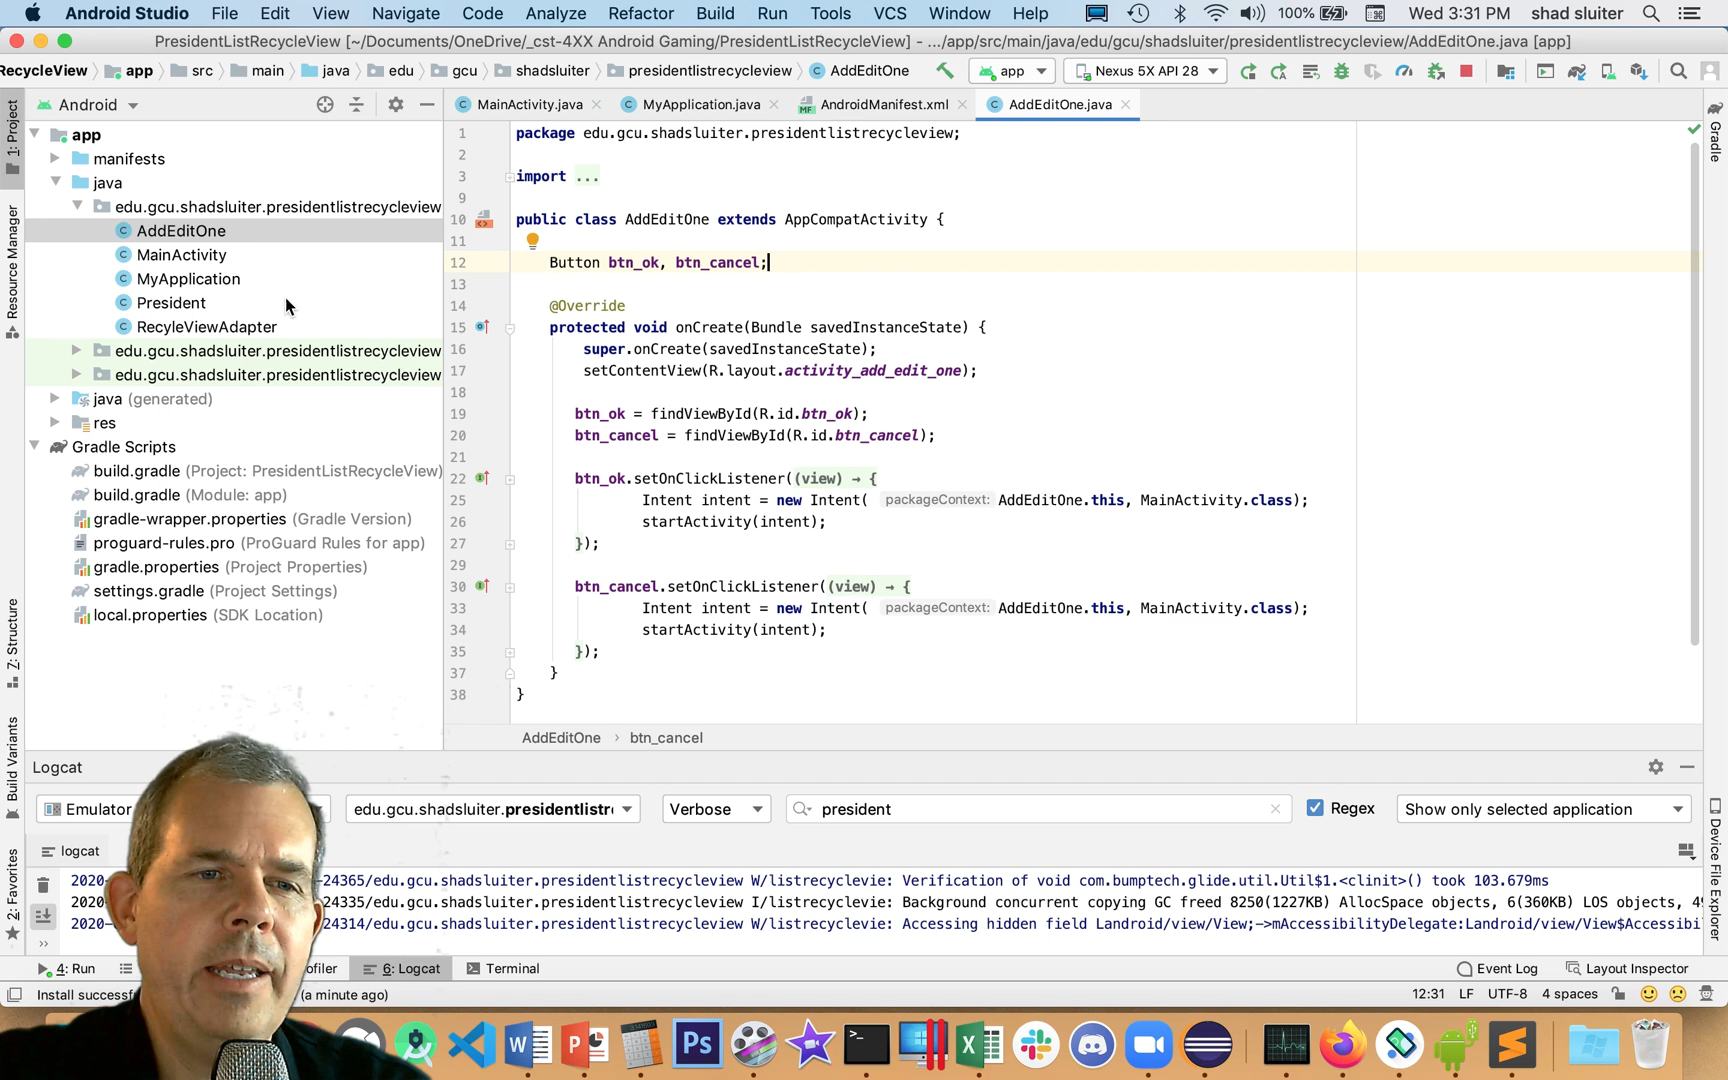 Android Studio File Edit View Navigate Code Analyze Refactor Build Run Tools VCS Window Help 100% Wed 3:31 PM shad sluiter
PresidentListRecycleView [~/Documents/OneDrive/_cst-4XX Android Gaming/PresidentListRecycleView] - .../app/src/main/java/edu/gcu/shadsluiter/presidentlistrecycleview/AddEditOne.java [app]
RecycleView app src main java edu gcu shadsluiter presidentlistrecycleview AddEditOne app Nexus 5X API 28
Android
MainActivity.java MyApplication.java AndroidManifest.xml AddEditOne.java
1: Project
Resource Manager
Z: Structure
Build Variants
2: Favorites
app
manifests
java
edu.gcu.shadsluiter.presidentlistrecycleview
AddEditOne
MainActivity
MyApplication
President
RecyleViewAdapter
edu.gcu.shadsluiter.presidentlistrecycleview
edu.gcu.shadsluiter.presidentlistrecycleview
java (generated)
res
Gradle Scripts
build.gradle (Project: PresidentListRecycleView)
build.gradle (Module: app)
gradle-wrapper.properties (Gradle Version)
proguard-rules.pro (ProGuard Rules for app)
gradle.properties (Project Properties)
settings.gradle (Project Settings)
local.properties (SDK Location)
1 package edu.gcu.shadsluiter.presidentlistrecycleview;
2
3 import ...
9
10 public class AddEditOne extends AppCompatActivity {
11
12 Button btn_ok, btn_cancel;
13
14 @Override
15 protected void onCreate(Bundle savedInstanceState) {
16 super.onCreate(savedInstanceState);
17 setContentView(R.layout.activity_add_edit_one);
18
19 btn_ok = findViewById(R.id.btn_ok);
20 btn_cancel = findViewById(R.id.btn_cancel);
21
22 btn_ok.setOnClickListener((view) → {
25 Intent intent = new Intent( packageContext: AddEditOne.this, MainActivity.class);
26 startActivity(intent);
27 });
29
30 btn_cancel.setOnClickListener((view) → {
33 Intent intent = new Intent( packageContext: AddEditOne.this, MainActivity.class);
34 startActivity(intent);
35 });
37 }
38 }
AddEditOne › btn_cancel
Gradle
Device File Explorer
Logcat
Emulator edu.gcu.shadsluiter.presidentlistr Verbose president Regex Show only selected application
logcat
2020- 24365/edu.gcu.shadsluiter.presidentlistrecycleview W/listrecyclevie: Verification of void com.bumptech.glide.util.Util$1.<clinit>() took 103.679ms
2020- 24335/edu.gcu.shadsluiter.presidentlistrecycleview I/listrecyclevie: Background concurrent copying GC freed 8250(1227KB) AllocSpace objects, 6(360KB) LOS objects, 49
2020- 24314/edu.gcu.shadsluiter.presidentlistrecycleview W/listrecyclevie: Accessing hidden field Landroid/view/View;->mAccessibilityDelegate:Landroid/view/View$Accessibi
4: Run ofiler 6: Logcat Terminal Event Log Layout Inspector
Install successf (a minute ago) 12:31 LF UTF-8 4 spaces
W P Ps X